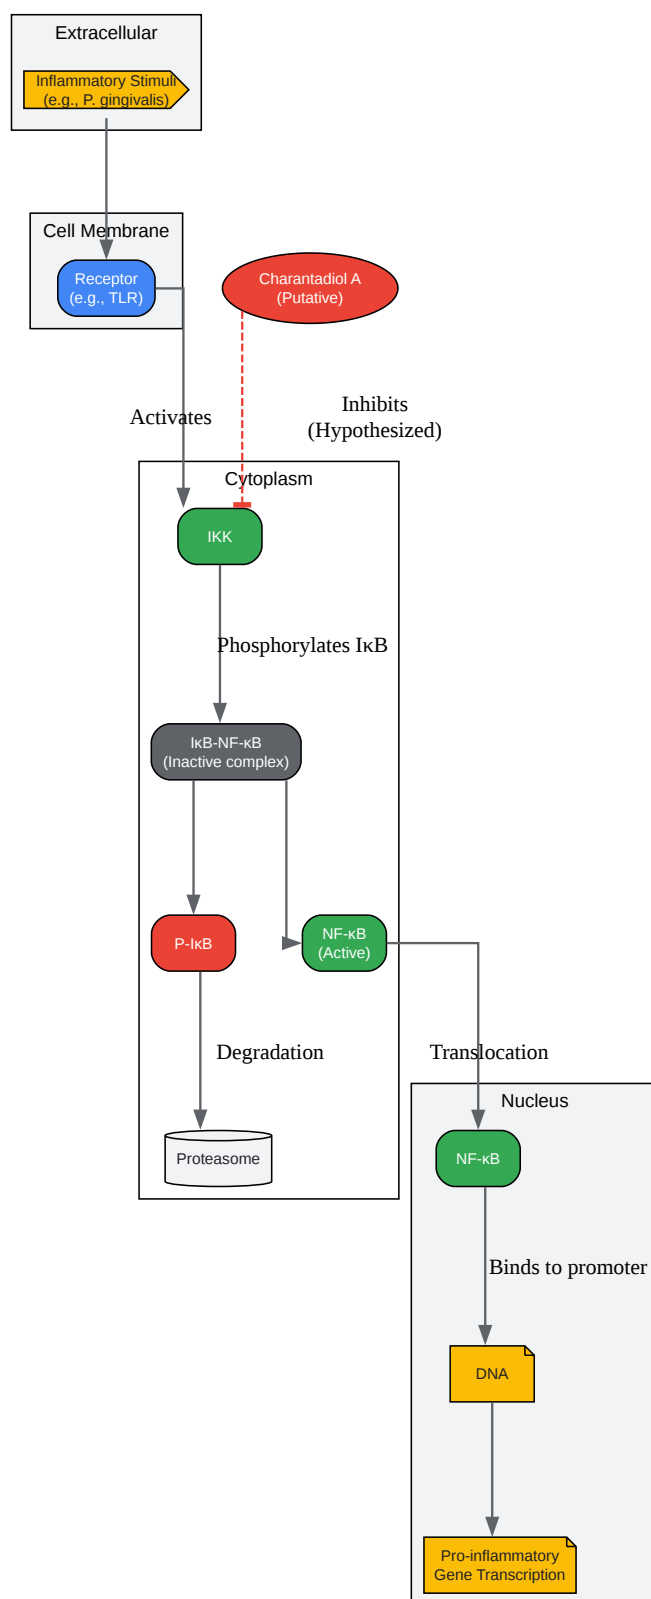 Extracellular
Inflammatory Stimuli
(e.g., P. gingivalis)
Cell Membrane
Receptor
(e.g., TLR)
Charantadiol A
(Putative)
Activates
Inhibits
(Hypothesized)
Cytoplasm
IKK
Phosphorylates IκB
IκB-NF-κB
(Inactive complex)
P-IκB
NF-κB
(Active)
Degradation
Translocation
Proteasome
Nucleus
NF-κB
Binds to promoter
DNA
Pro-inflammatory
Gene Transcription